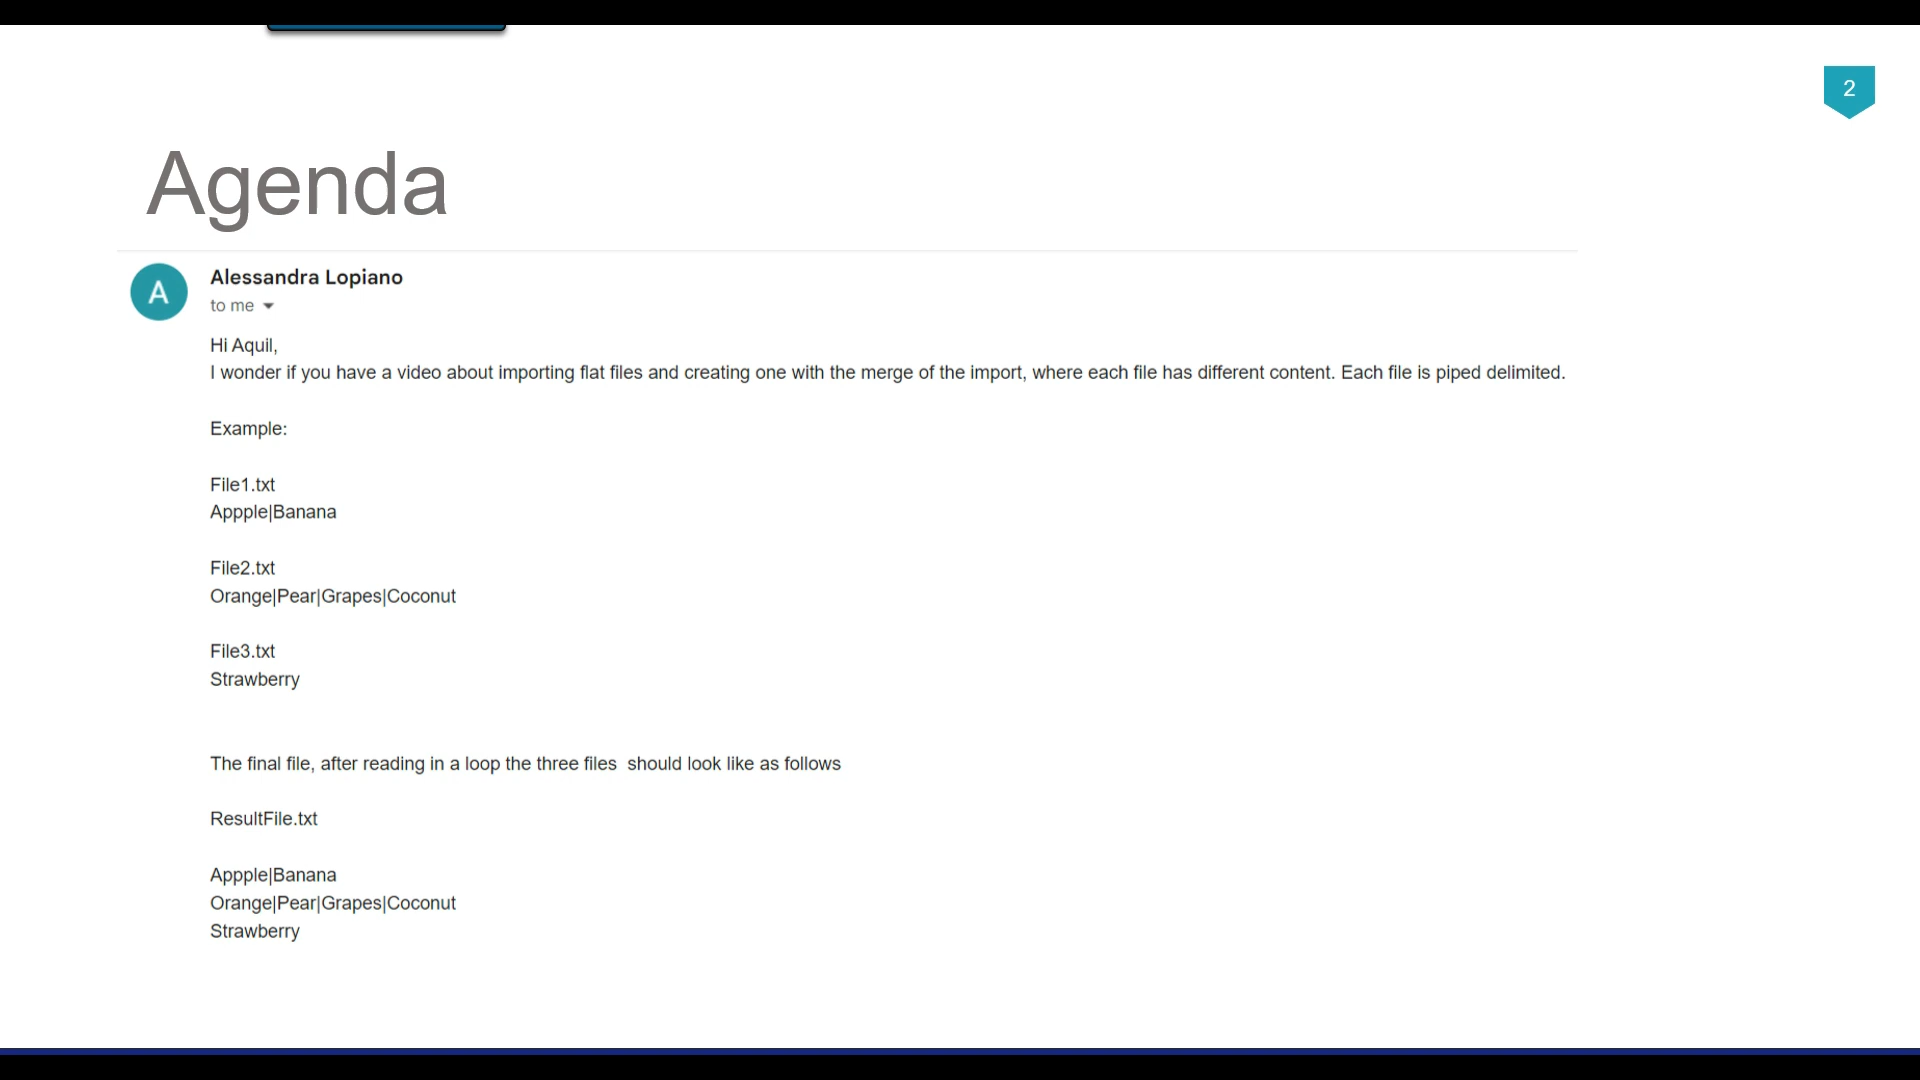 2
Agenda
A
Alessandra Lopiano
to me
Hi Aquil,
I wonder if you have a video about importing flat files and creating one with the merge of the import, where each file has different content. Each file is piped delimited.
Example:
File1.txt
Appple|Banana
File2.txt
Orange|Pear|Grapes|Coconut
File3.txt
Strawberry
The final file, after reading in a loop the three files  should look like as follows
ResultFile.txt
Appple|Banana
Orange|Pear|Grapes|Coconut
Strawberry